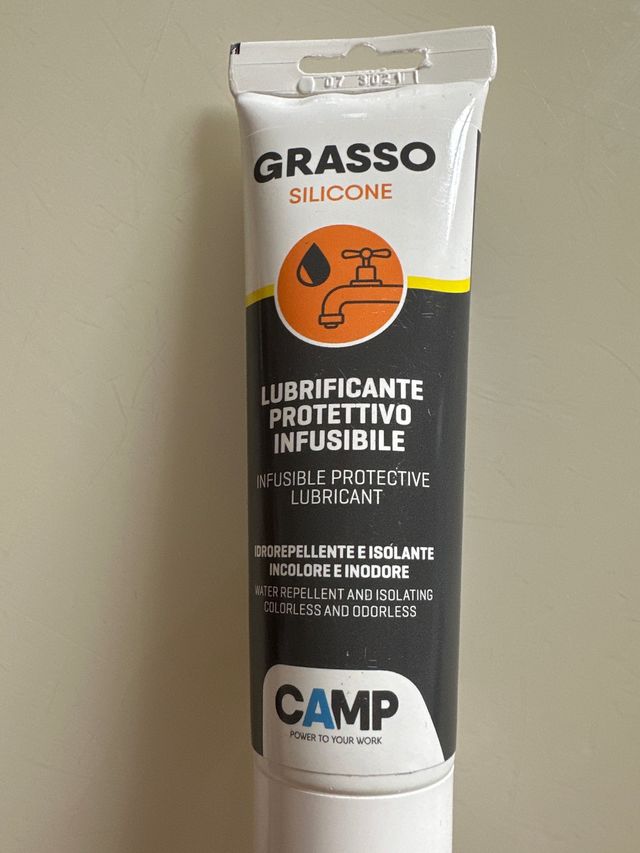 GRASSO
SILICONE
LUBRIFICANTE
PROTETTIVO
INFUSIBILE
INFUSIBLE PROTECTIVE
LUBRICANT
IDROREPELLENTE E ISOLANTE
INCOLORE E INODORE
WATER REPELLENT AND ISOLATING
COLORLESS AND ODORLESS
CAMP
POWER TO YOUR WORK